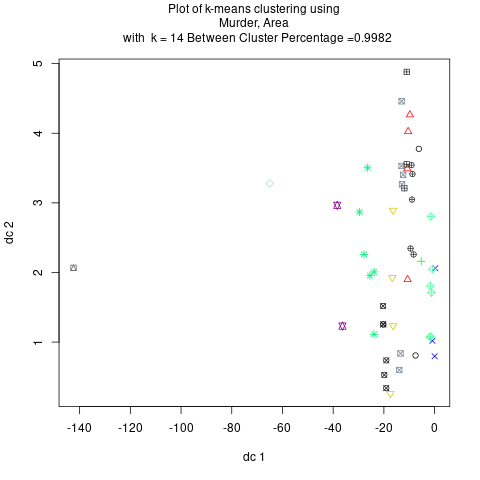 Plot of k-means clustering using
Murder, Area
with k = 14 Between Cluster Percentage =0.9982
5
4
3
2
1
dc 2
-140 -120 -100 -80 -60 -40 -20 0
dc 1